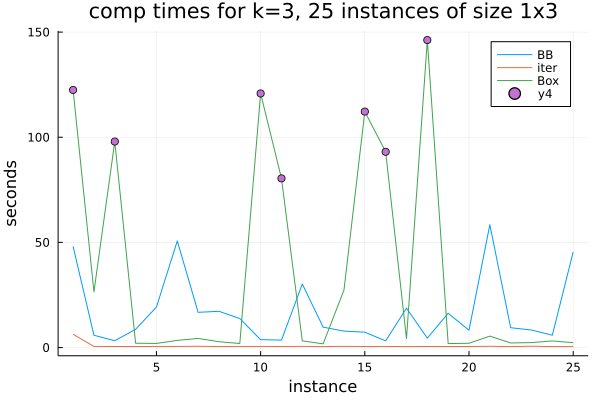 comp times for k=3, 25 instances of size 1x3
150
BB
iter
Box
y4
100
seconds
50
0
5
10
15
20
25
instance